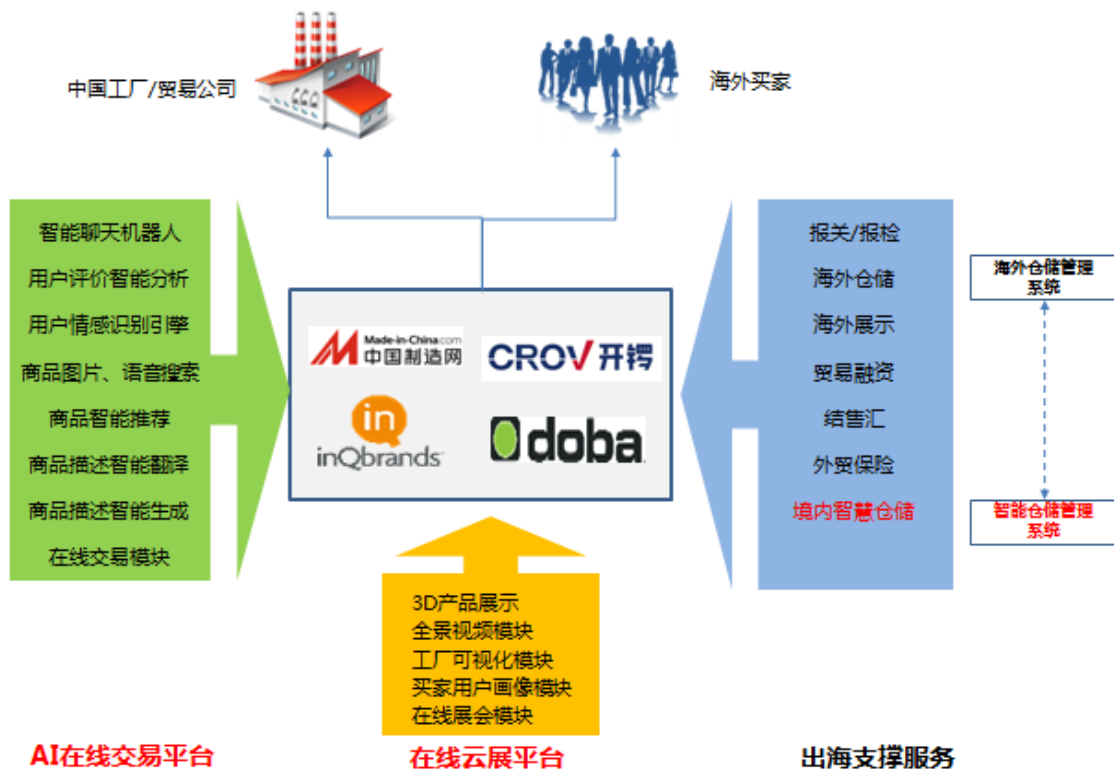 中国工厂/贸易公司
海外买家
智能聊天机器人
用户评价智能分析
用户情感识别引擎
商品图片、语音搜索
商品智能推荐
商品描述智能翻译
商品描述智能生成
在线交易模块
Made-in-China.com
中国制造网
CROV开锷
in
inQbrands
doba
报关/报检
海外仓储
海外展示
贸易融资
结售汇
外贸保险
境内智慧仓储
海外仓储管理
系统
智能仓储管理
系统
3D产品展示
全景视频模块
工厂可视化模块
买家用户画像模块
在线展会模块
AI在线交易平台
在线云展平台
出海支撑服务